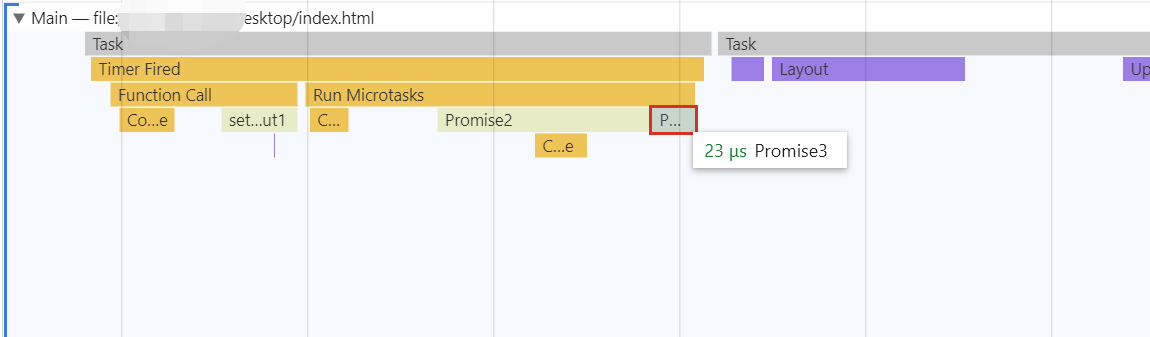 ▼ Main — file: esktop/index.html
Task Task
Timer Fired Layout Up
Function Call Run Microtasks
Co...e set...ut1 C... Promise2 P...
C...e 23 μs Promise3